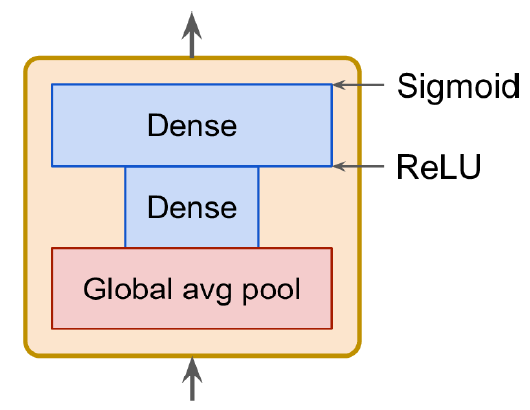 Sigmoid
Dense
ReLU
Dense
Global avg pool